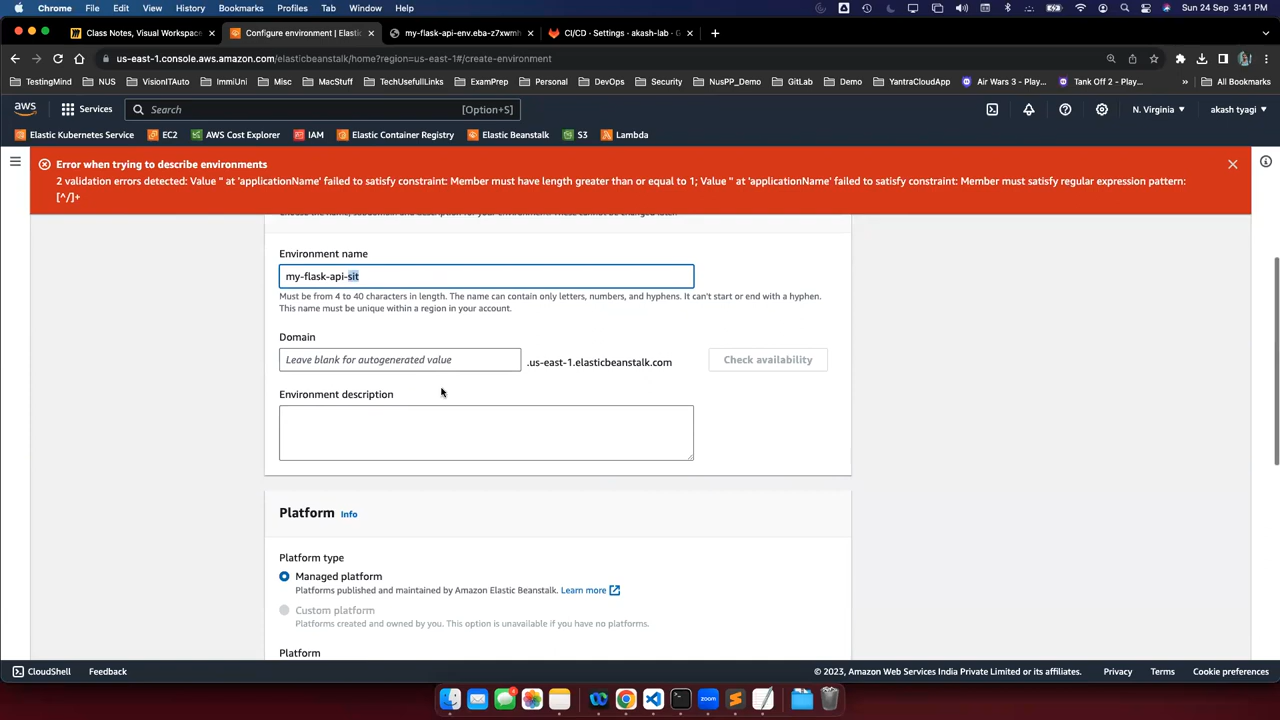 Chrome File Edit View History Bookmarks Profiles Tab Window Help Sun 24 Sep 3:41 PM
Class Notes, Visual Workspace Configure environment | Elastic my-flask-api-env.eba-z7xwmh CI/CD · Settings · akash-lab · G
us-east-1.console.aws.amazon.com/elasticbeanstalk/home?region=us-east-1#/create-environment
TestingMind NUS VisionITAuto ImmiUni Misc MacStuff TechUsefullLinks ExamPrep Personal DevOps Security NusPP_Demo GitLab Demo YantraCloudApp Air Wars 3 - Play... Tank Off 2 - Play... » All Bookmarks
aws Services Search [Option+S] N. Virginia akash tyagi
Elastic Kubernetes Service EC2 AWS Cost Explorer IAM Elastic Container Registry Elastic Beanstalk S3 Lambda
Error when trying to describe environments
2 validation errors detected: Value '' at 'applicationName' failed to satisfy constraint: Member must have length greater than or equal to 1; Value '' at 'applicationName' failed to satisfy constraint: Member must satisfy regular expression pattern:
[^/]+
Environment name
my-flask-api-sit
Must be from 4 to 40 characters in length. The name can contain only letters, numbers, and hyphens. It can't start or end with a hyphen.
This name must be unique within a region in your account.
Domain
Leave blank for autogenerated value .us-east-1.elasticbeanstalk.com Check availability
Environment description
Platform Info
Platform type
Managed platform
Platforms published and maintained by Amazon Elastic Beanstalk. Learn more
Custom platform
Platforms created and owned by you. This option is unavailable if you have no platforms.
Platform
CloudShell Feedback © 2023, Amazon Web Services India Private Limited or its affiliates. Privacy Terms Cookie preferences
zoom